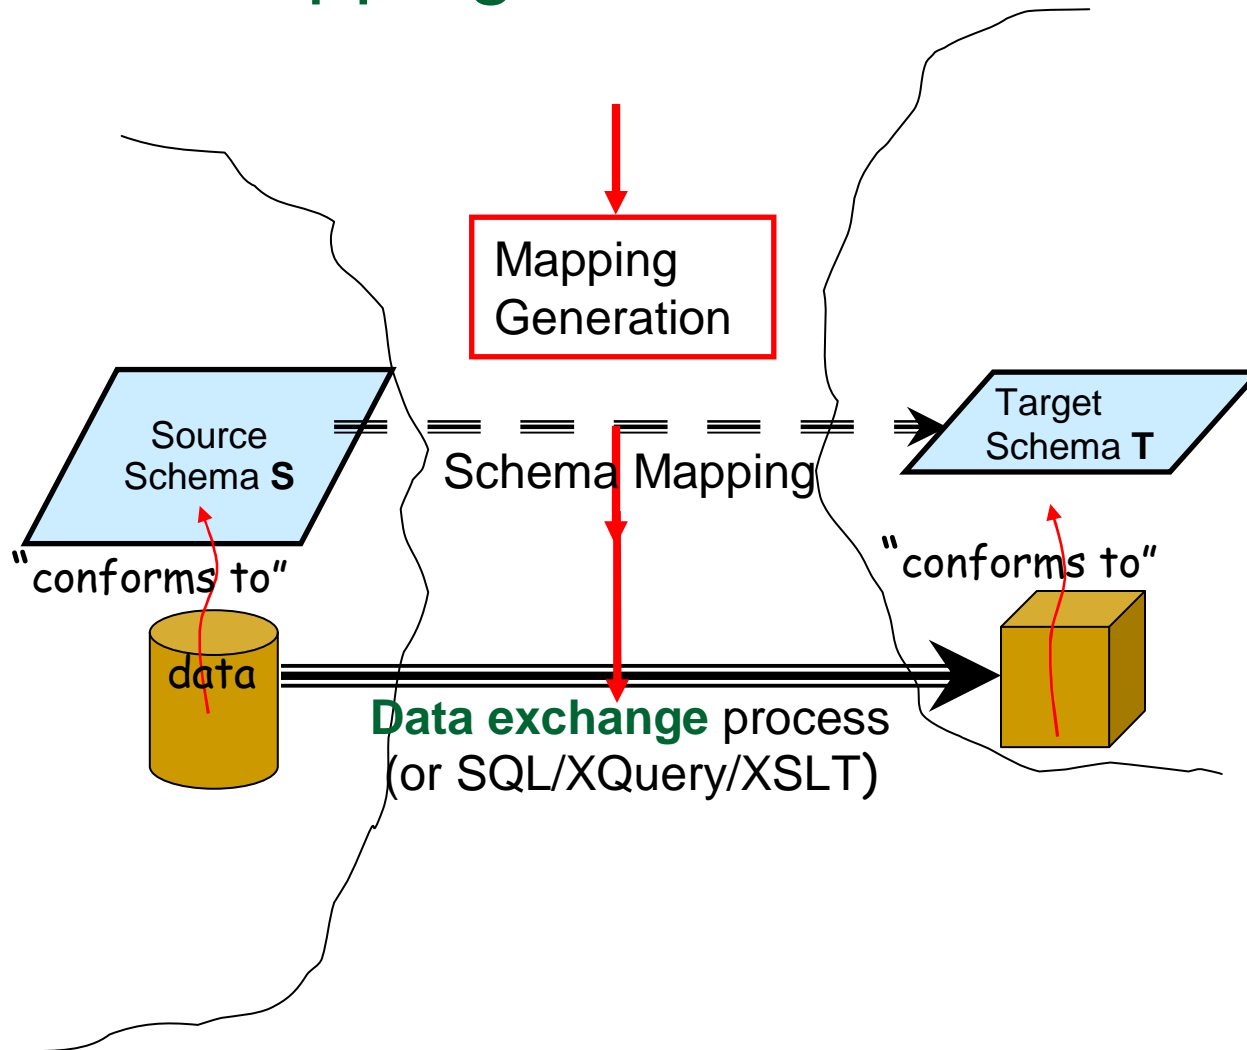 Mapping
Generation
Source
Schema S
Target
Schema T
Schema Mapping
“conforms to”
“conforms to”
data
Data exchange process
(or SQL/XQuery/XSLT)